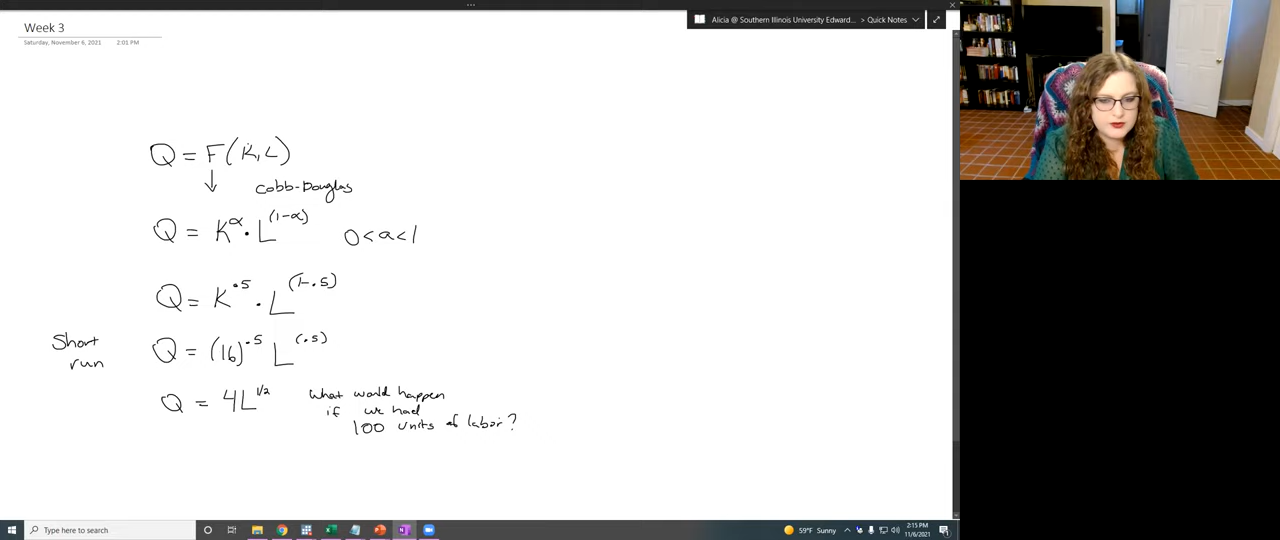 ...
Week 3
Alicia @ Southern Illinois University Edward... > Quick Notes
Saturday, November 6, 2021 2:01 PM
Q = F(K,L)
↓ cobb-Douglas
Q = K^α · L^(1-α) 0<a<1
Q = K^.5 · L^(1-.5)
Short run
Q = (16)^.5 L^(.5)
Q = 4L^1/2
what would happen
if we had
100 units of labor?
Type here to search
59°F Sunny
2:15 PM
11/6/2021